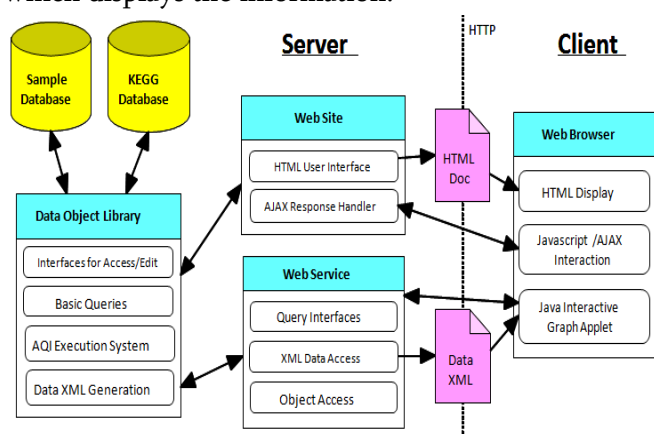 which displays the information.
Server
HTTP
Client
Sample
Database
KEGG
Database
Web Site
HTML User Interface
AJAX Response Handler
HTML
Doc
Web Browser
HTML Display
Javascript /AJAX
Interaction
Java Interactive
Graph Applet
Data Object Library
Interfaces for Access/Edit
Basic Queries
AQI Execution System
Data XML Generation
Web Service
Query Interfaces
XML Data Access
Object Access
Data
XML